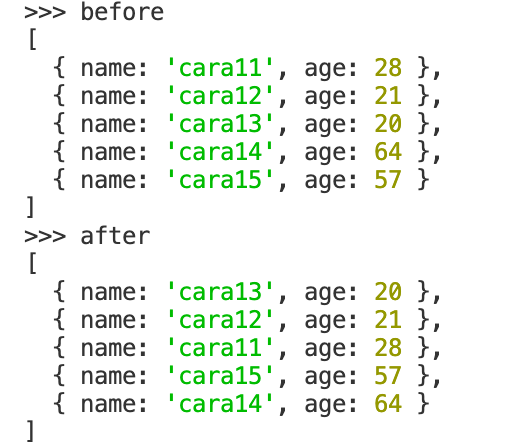 >>> before
[
  { name: 'cara11', age: 28 },
  { name: 'cara12', age: 21 },
  { name: 'cara13', age: 20 },
  { name: 'cara14', age: 64 },
  { name: 'cara15', age: 57 }
]
>>> after
[
  { name: 'cara13', age: 20 },
  { name: 'cara12', age: 21 },
  { name: 'cara11', age: 28 },
  { name: 'cara15', age: 57 },
  { name: 'cara14', age: 64 }
]